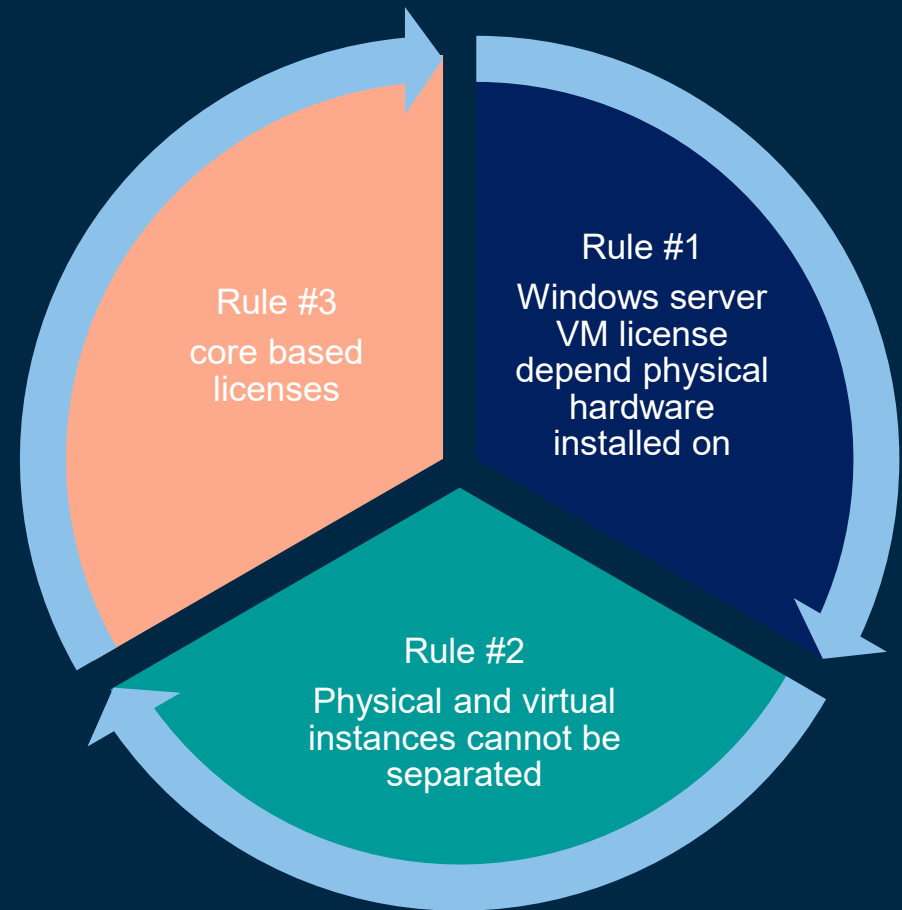 Rule #1
Windows server
VM license
depend physical
hardware
installed on
Rule #2
Physical and virtual
instances cannot be
separated
Rule #3
core based
licenses